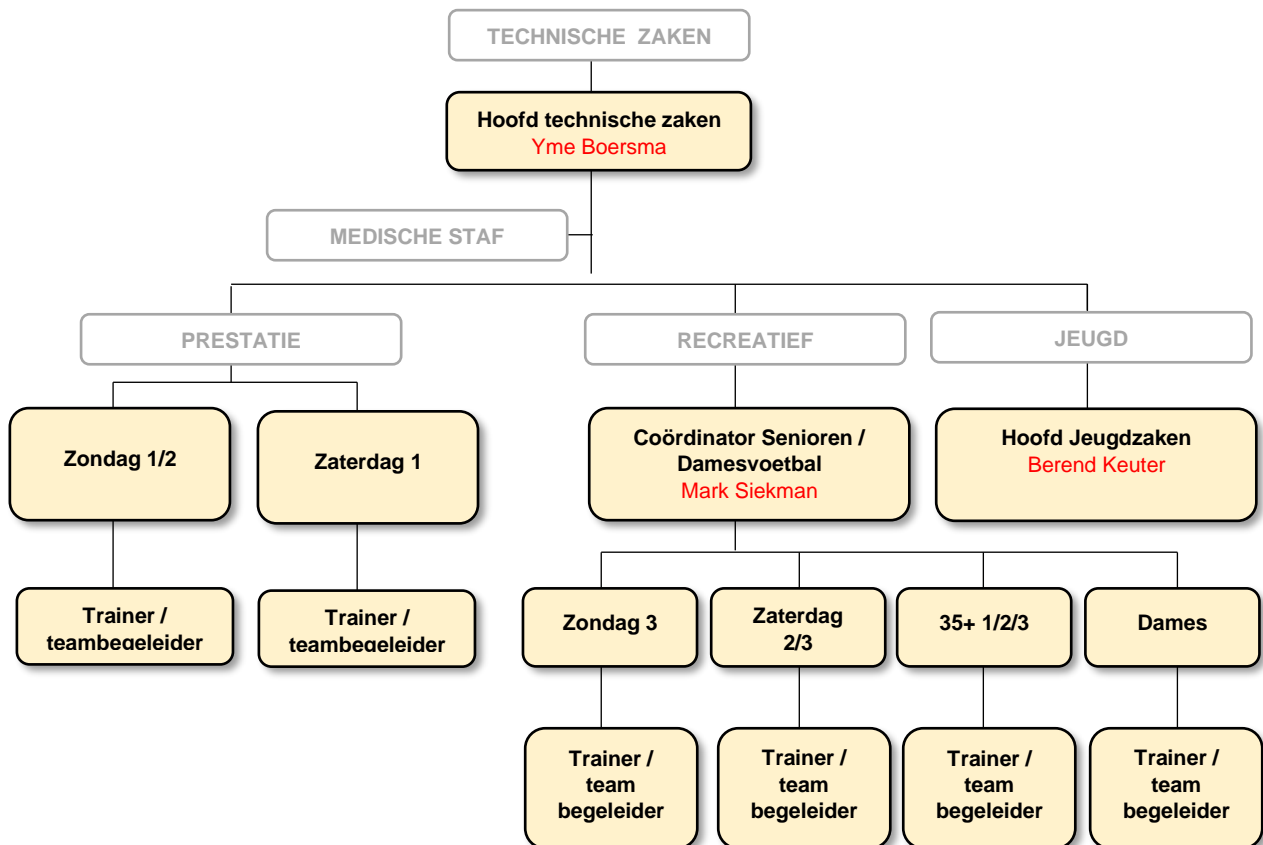 TECHNISCHE ZAKEN
Hoofd technische zaken
Yme Boersma
MEDISCHE STAF
PRESTATIE
RECREATIEF
JEUGD
Zondag 1/2
Zaterdag 1
Coördinator Senioren /
Damesvoetbal
Mark Siekman
Hoofd Jeugdzaken
Berend Keuter
Trainer /
teambegeleider
Trainer /
teambegeleider
Zondag 3
Zaterdag
2/3
35+ 1/2/3
Dames
Trainer /
team
begeleider
Trainer /
team
begeleider
Trainer /
team
begeleider
Trainer /
team
begeleider